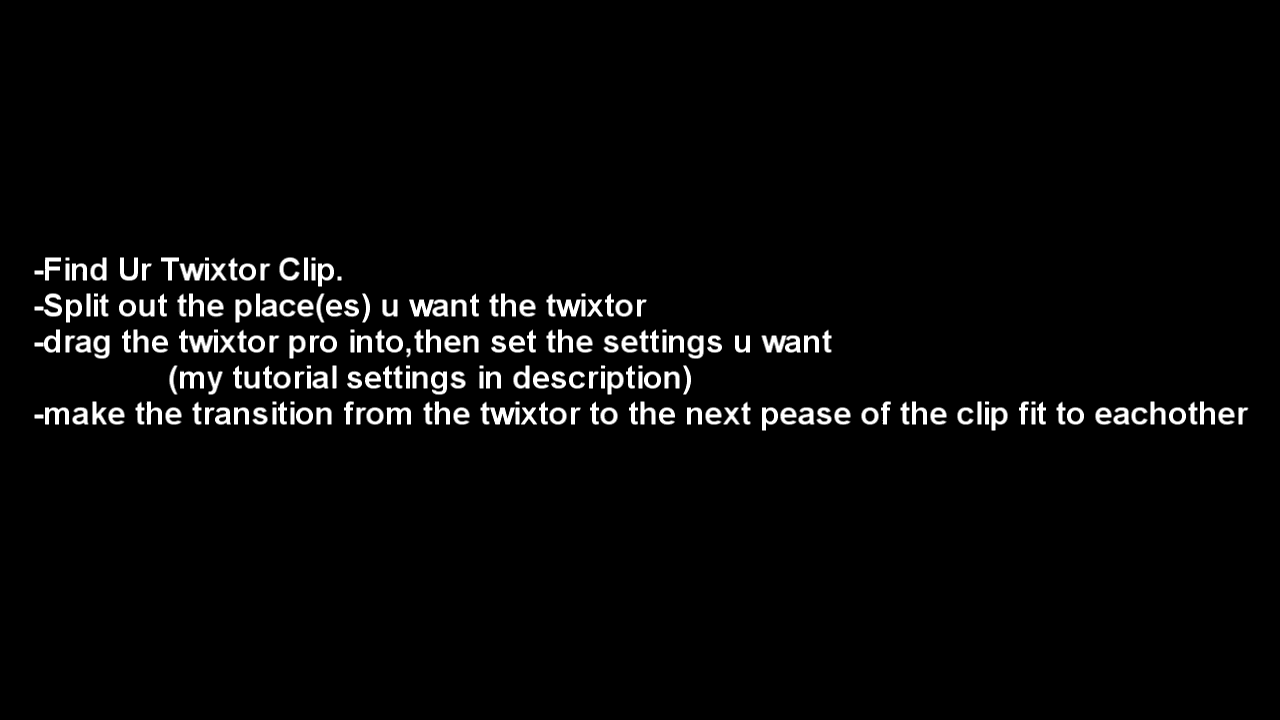 -Find Ur Twixtor Clip.
-Split out the place(es) u want the twixtor
-drag the twixtor pro into,then set the settings u want
(my tutorial settings in description)
-make the transition from the twixtor to the next pease of the clip fit to eachother